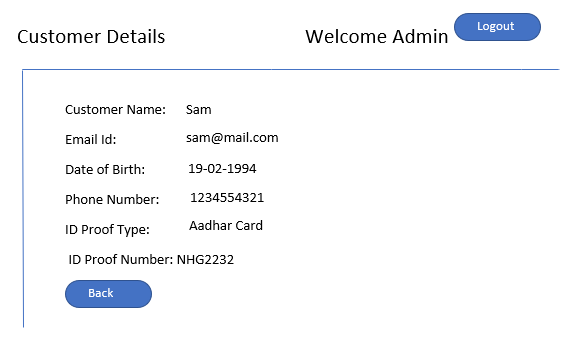 Customer Details
Welcome Admin
Logout
Customer Name: Sam
Email Id: sam@mail.com
Date of Birth: 19-02-1994
Phone Number: 1234554321
ID Proof Type: Aadhar Card
ID Proof Number: NHG2232
Back